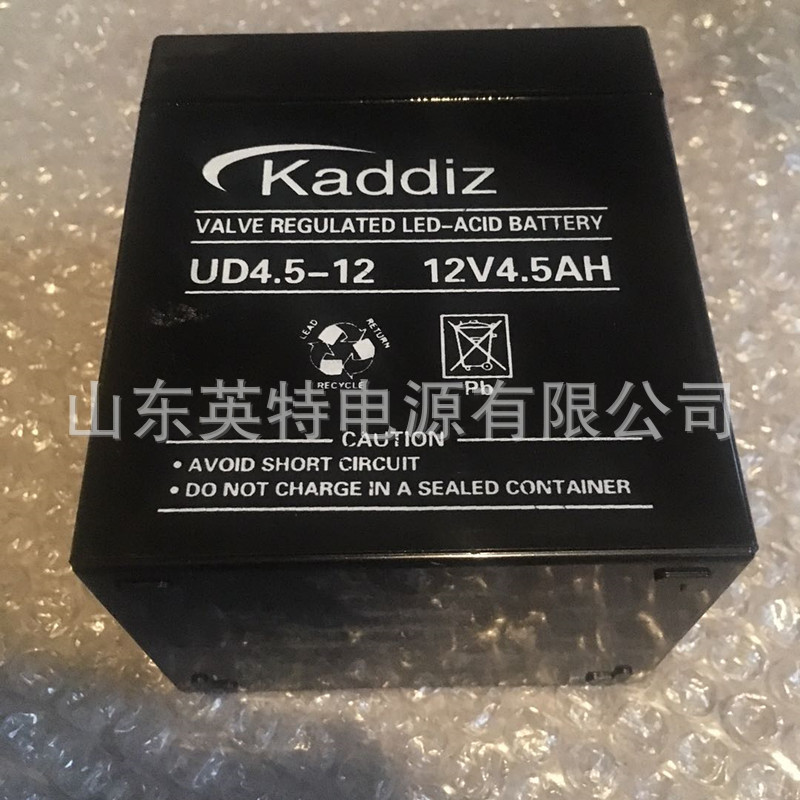 Kaddiz
VALVE REGULATED LED-ACID BATTERY
UD4.5-12 12V4.5AH
LEAD RETURN
RECYCLE
Pb
山东英特电源有限公司
CAUTION
• AVOID SHORT CIRCUIT
• DO NOT CHARGE IN A SEALED CONTAINER